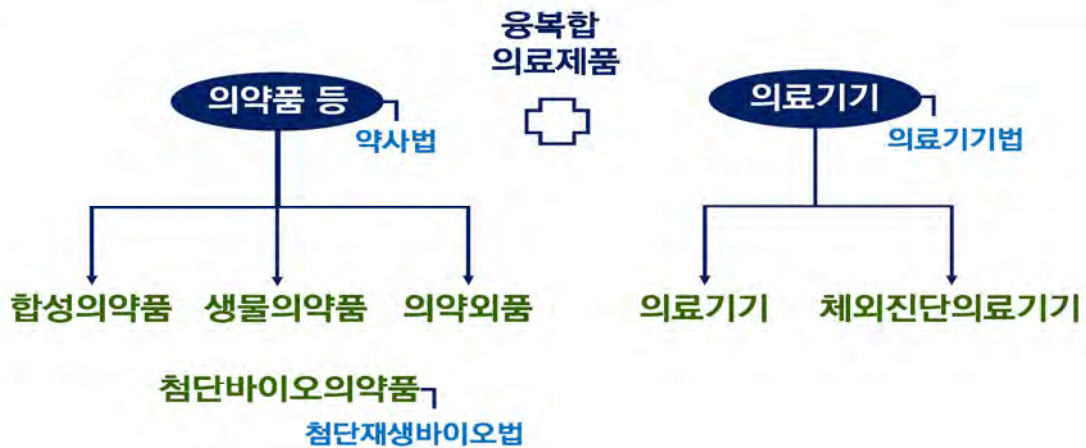 융복합
의료제품
의약품 등
약사법
의료기기
의료기기법
합성의약품
생물의약품
의약외품
의료기기
체외진단의료기기
첨단바이오의약품
첨단재생바이오법